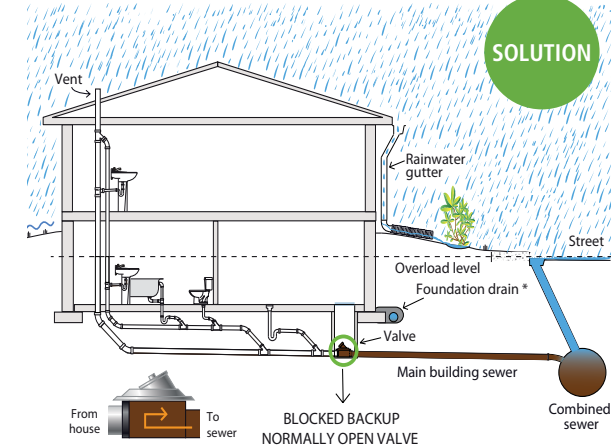 SOLUTION
Vent
Rainwater
gutter
Street
Overload level
Foundation drain *
Valve
Main building sewer
From
house
To
sewer
BLOCKED BACKUP
NORMALLY OPEN VALVE
Combined
sewer